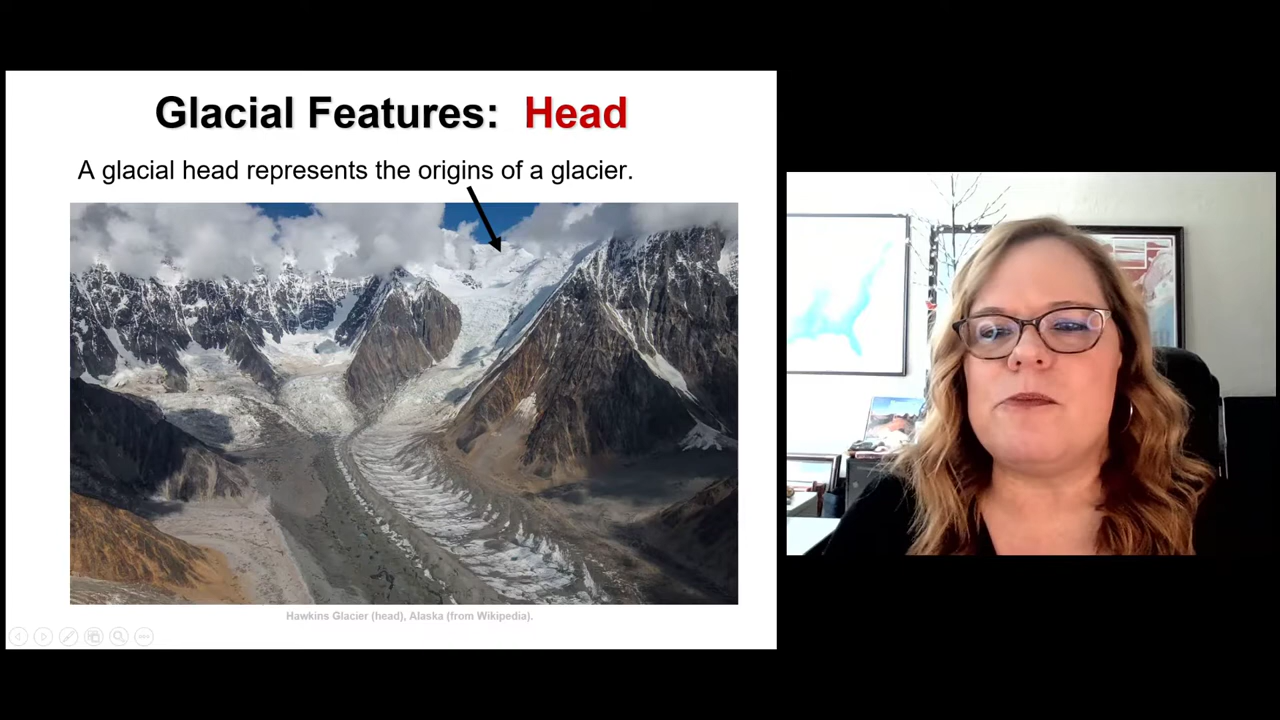 Glacial Features: Head
A glacial head represents the origins of a glacier.
Hawkins Glacier (head), Alaska (from Wikipedia).